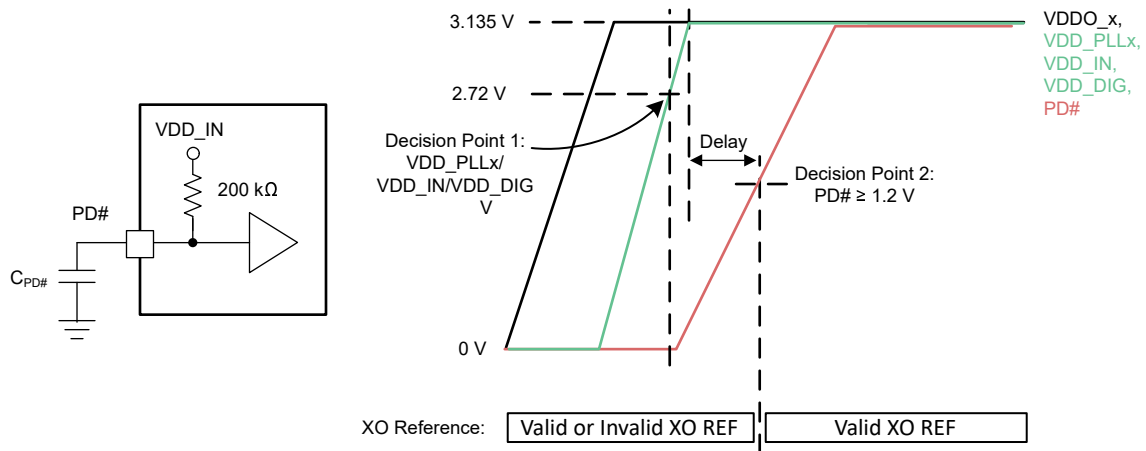 VDD_IN
200 kΩ
PD#
CPD#
3.135 V
2.72 V
0 V
Decision Point 1:
VDD_PLLx/
VDD_IN/VDD_DIG
V
Delay
Decision Point 2:
PD# ≥ 1.2 V
VDDO_x,
VDD_PLLx,
VDD_IN,
VDD_DIG,
PD#
XO Reference:
Valid or Invalid XO REF
Valid XO REF